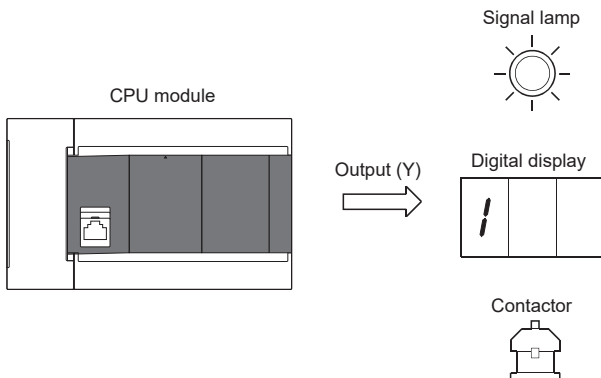 Signal lamp
CPU module
Output (Y)
Digital display
1
Contactor